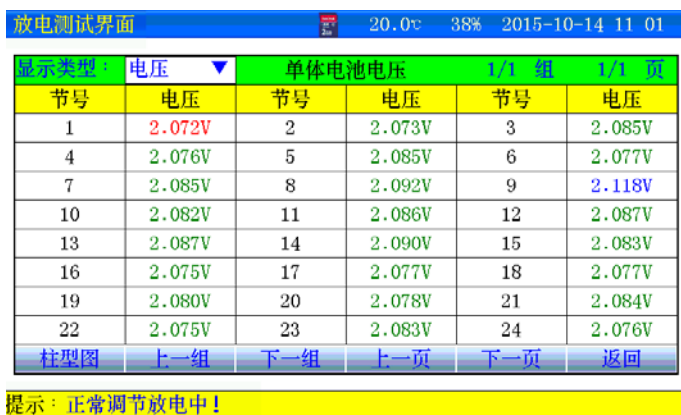 放电测试界面 20.0℃ 38% 2015-10-14 11 01
显示类型: 电压 ▼ 单体电池电压 1/1 组 1/1 页
节号 电压 节号 电压 节号 电压
1 2.072V 2 2.073V 3 2.085V
4 2.076V 5 2.085V 6 2.077V
7 2.085V 8 2.092V 9 2.118V
10 2.082V 11 2.086V 12 2.087V
13 2.087V 14 2.090V 15 2.083V
16 2.075V 17 2.077V 18 2.077V
19 2.080V 20 2.078V 21 2.084V
22 2.075V 23 2.083V 24 2.076V
柱型图 上一组 下一组 上一页 下一页 返回
提示:正常调节放电中!